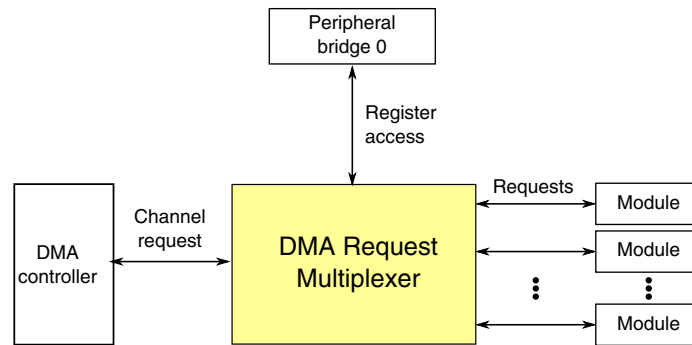 Peripheral
bridge 0
Register
access
Requests
Module
Channel
request
DMA
controller
DMA Request
Multiplexer
Module
Module